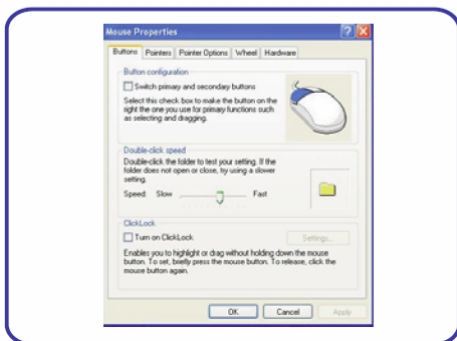 Mouse Properties
Buttons Pointers Pointer Options Wheel Hardware
Button configuration
Switch primary and secondary buttons
Select this check box to make the button on the
right the one you use for primary functions such
as selecting and dragging.
Double-click speed
Double-click the folder to test your setting. If the
folder does not open or close, try using a slower
setting.
Speed: Slow Fast
ClickLock
Turn on ClickLock Settings...
Enables you to highlight or drag without holding down the mouse
button. To set, briefly press the mouse button. To release, click the
mouse button again.
OK Cancel Apply